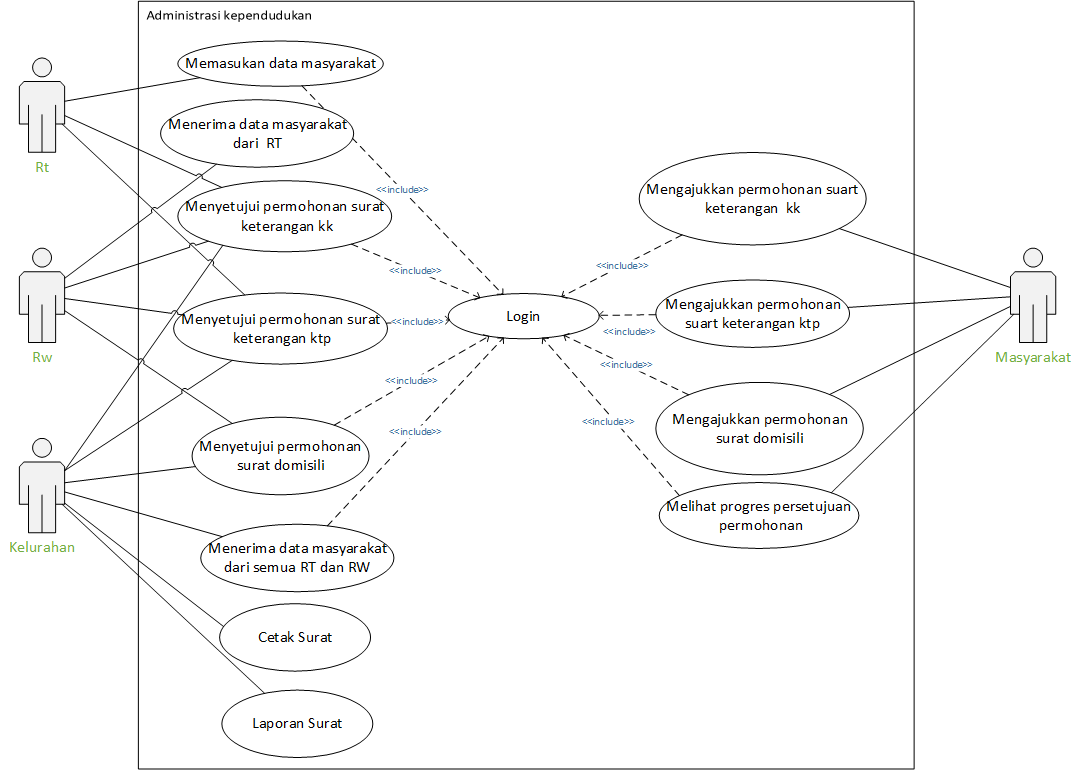 Administrasi kependudukan
Memasukan data masyarakat
Menerima data masyarakat
dari RT
Rt
<<include>>
Menyetujui permohonan surat
keterangan kk
<<include>>
Rw
Menyetujui permohonan surat
keterangan ktp
<<include>>
Login
<<include>>
Menyetujui permohonan
surat domisili
<<include>>
Kelurahan
Menerima data masyarakat
dari semua RT dan RW
Cetak Surat
Laporan Surat
Mengajukkan permohonan suart
keterangan kk
<<include>>
Mengajukkan permohonan
suart keterangan ktp
<<include>>
Masyarakat
<<include>>
Mengajukkan permohonan
surat domisili
<<include>>
Melihat progres persetujuan
permohonan